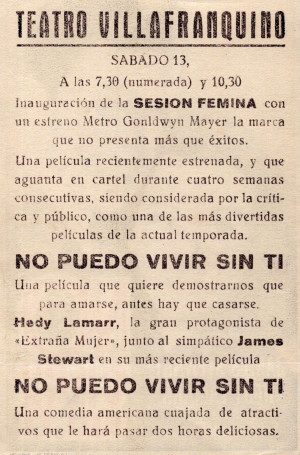 TEATRO VILLAFRANQUINO
SABADO 13,
A las 7,30 (numerada) y 10,30
Inauguración de la SESION FEMINA con
un estreno Metro Gonldwyn Mayer la marca
que no presenta más que éxitos.
Una película recientemente estrenada, y que
aguanta en cartel durante cuatro semanas
consecutivas, siendo considerada por la críti-
ca y público, como una de las más divertidas
películas de la actual temporada.
NO PUEDO VIVIR SIN TI
Una película que quiere demostrarnos que
para amarse, antes hay que casarse.
Hedy Lamarr, la gran protagonista de
«Extraña Mujer», junto al simpático James
Stewart en su más reciente película
NO PUEDO VIVIR SIN TI
Una comedia americana cuajada de atracti-
vos que le hará pasar dos horas deliciosas.